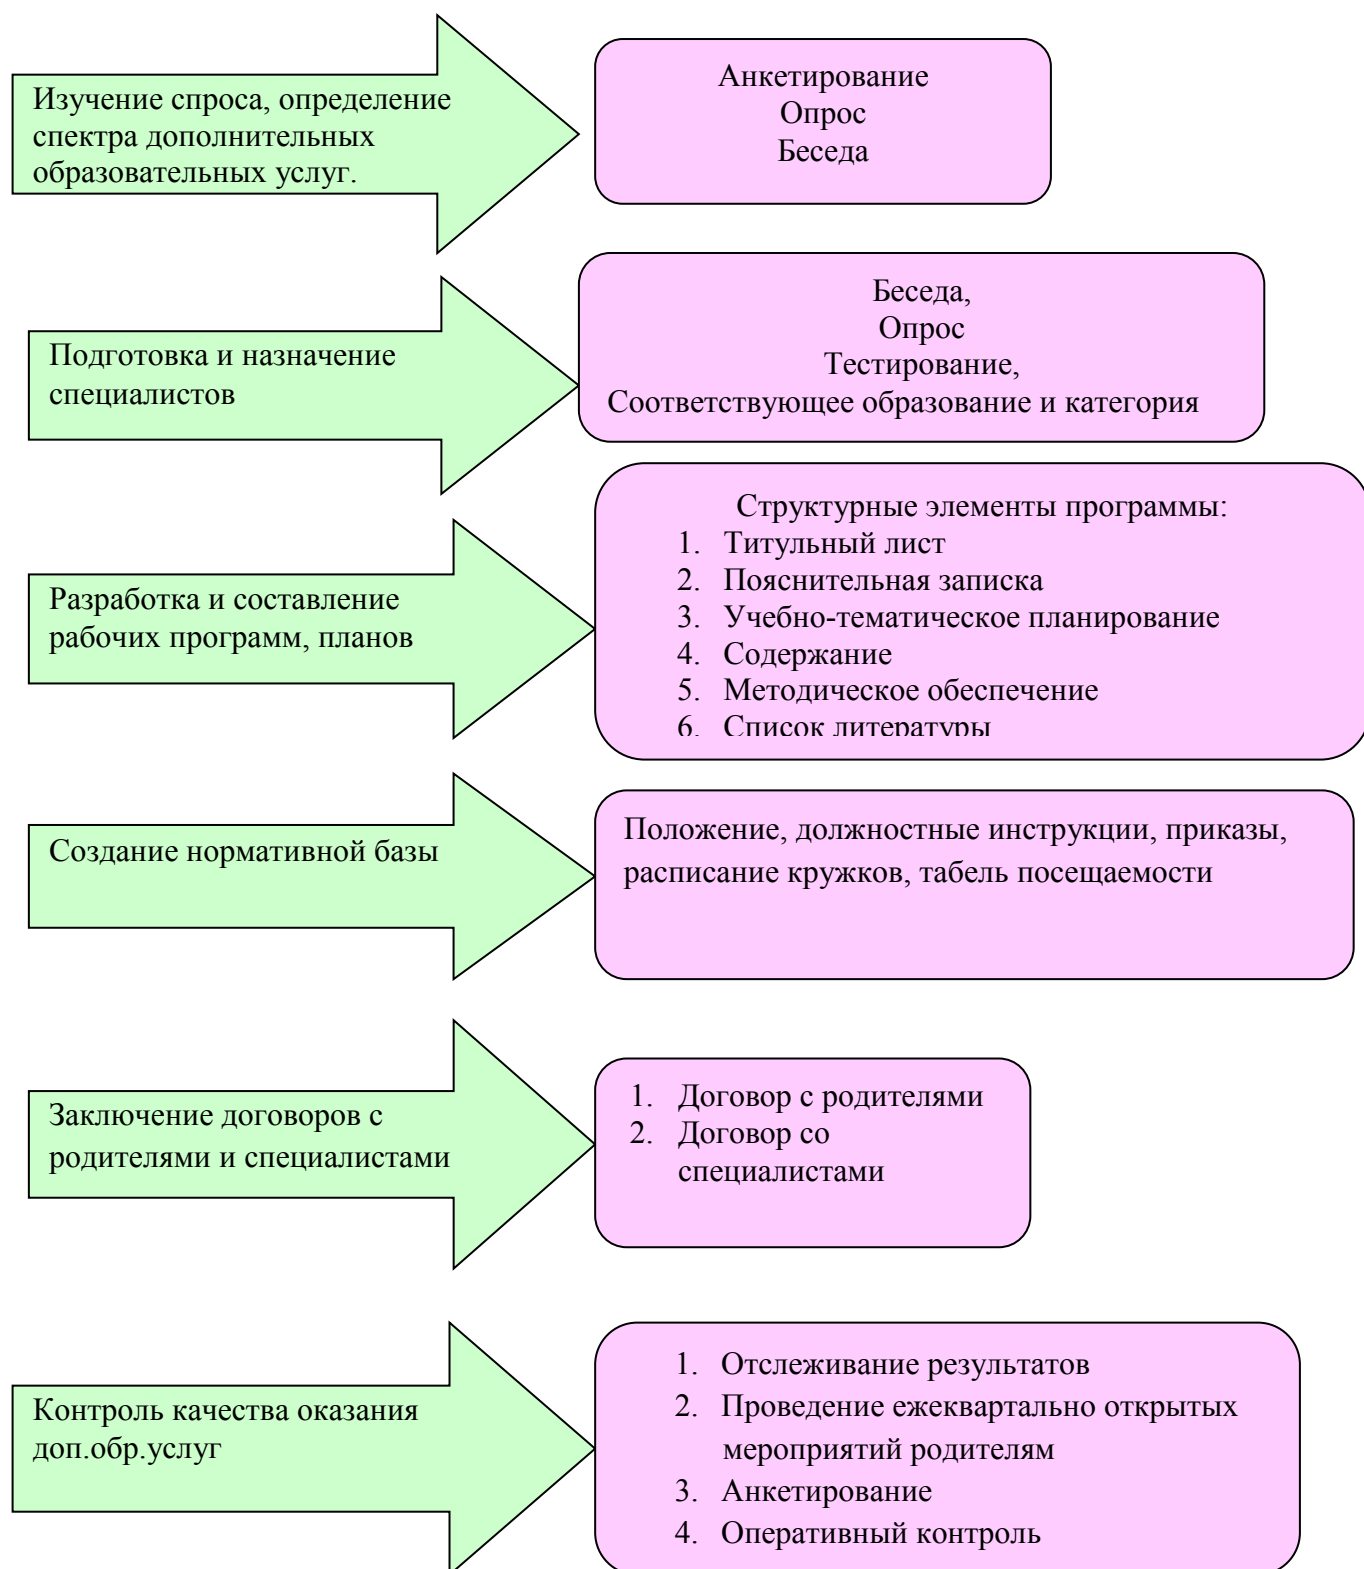 Изучение спроса, определение
спектра дополнительных
образовательных услуг.
Анкетирование
Опрос
Беседа
Подготовка и назначение
специалистов
Беседа,
Опрос
Тестирование,
Соответствующее образование и категория
Разработка и составление
рабочих программ, планов
Структурные элементы программы:
1. Титульный лист
2. Пояснительная записка
3. Учебно-тематическое планирование
4. Содержание
5. Методическое обеспечение
6. Список литературы
Создание нормативной базы
Положение, должностные инструкции, приказы,
расписание кружков, табель посещаемости
Заключение договоров с
родителями и специалистами
1. Договор с родителями
2. Договор со
специалистами
Контроль качества оказания
доп.обр.услуг
1. Отслеживание результатов
2. Проведение ежеквартально открытых
мероприятий родителям
3. Анкетирование
4. Оперативный контроль